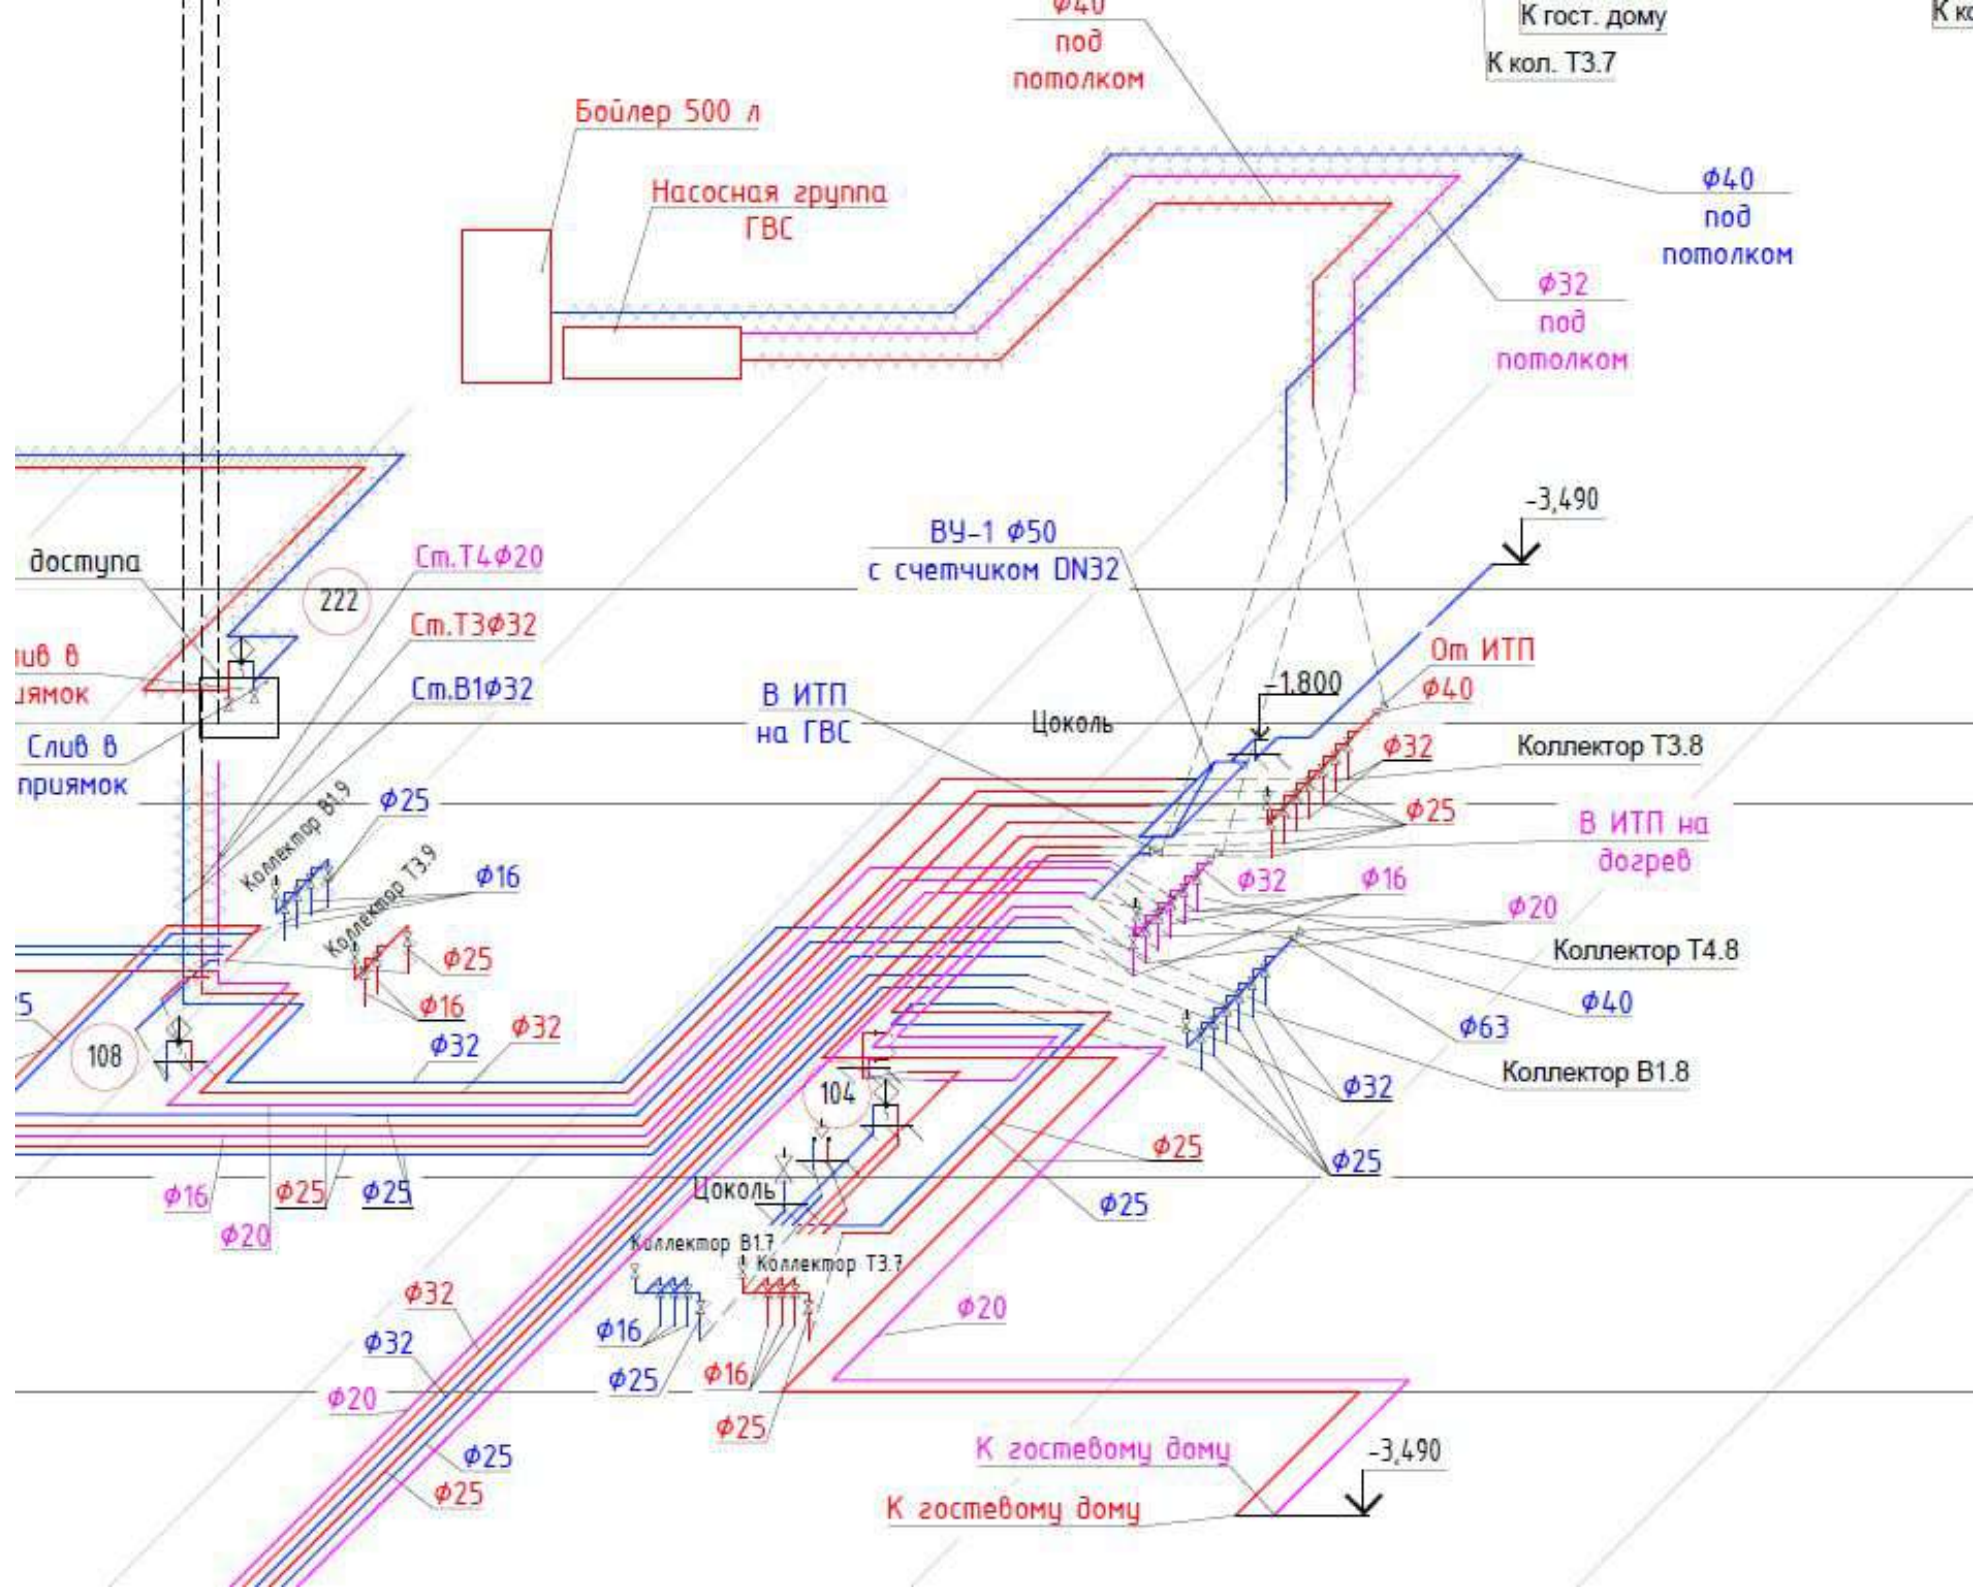 ф40
под
потолком
К гост. дому
К кол. Т3.7
Бойлер 500 л
Насосная группа
ГВС
ф40
под
потолком
ф32
под
потолком
-3,490
ВУ-1 ф50
с счетчиком DN32
доступа
222
Ст.Т4ф20
Ст.Т3ф32
Ст.В1ф32
Слив в
приямок
В ИТП
на ГВС
Цоколь
-1.800
От ИТП
ф40
ф32
Коллектор Т3.8
ф25
В ИТП на
догрев
Коллектор В1.9
ф25
ф16
Коллектор Т3.9
ф25
ф16
ф32
ф16
ф20
Коллектор Т4.8
ф40
ф63
Коллектор В1.8
ф32
ф25
108
ф32
ф32
104
ф25
ф25
Цоколь
ф16
ф25
ф25
ф20
Коллектор В1.7
Коллектор Т3.7
ф32
ф32
ф20
ф16
ф25
ф16
ф25
ф20
ф25
ф25
К гостевому дому
-3,490
К гостевому дому